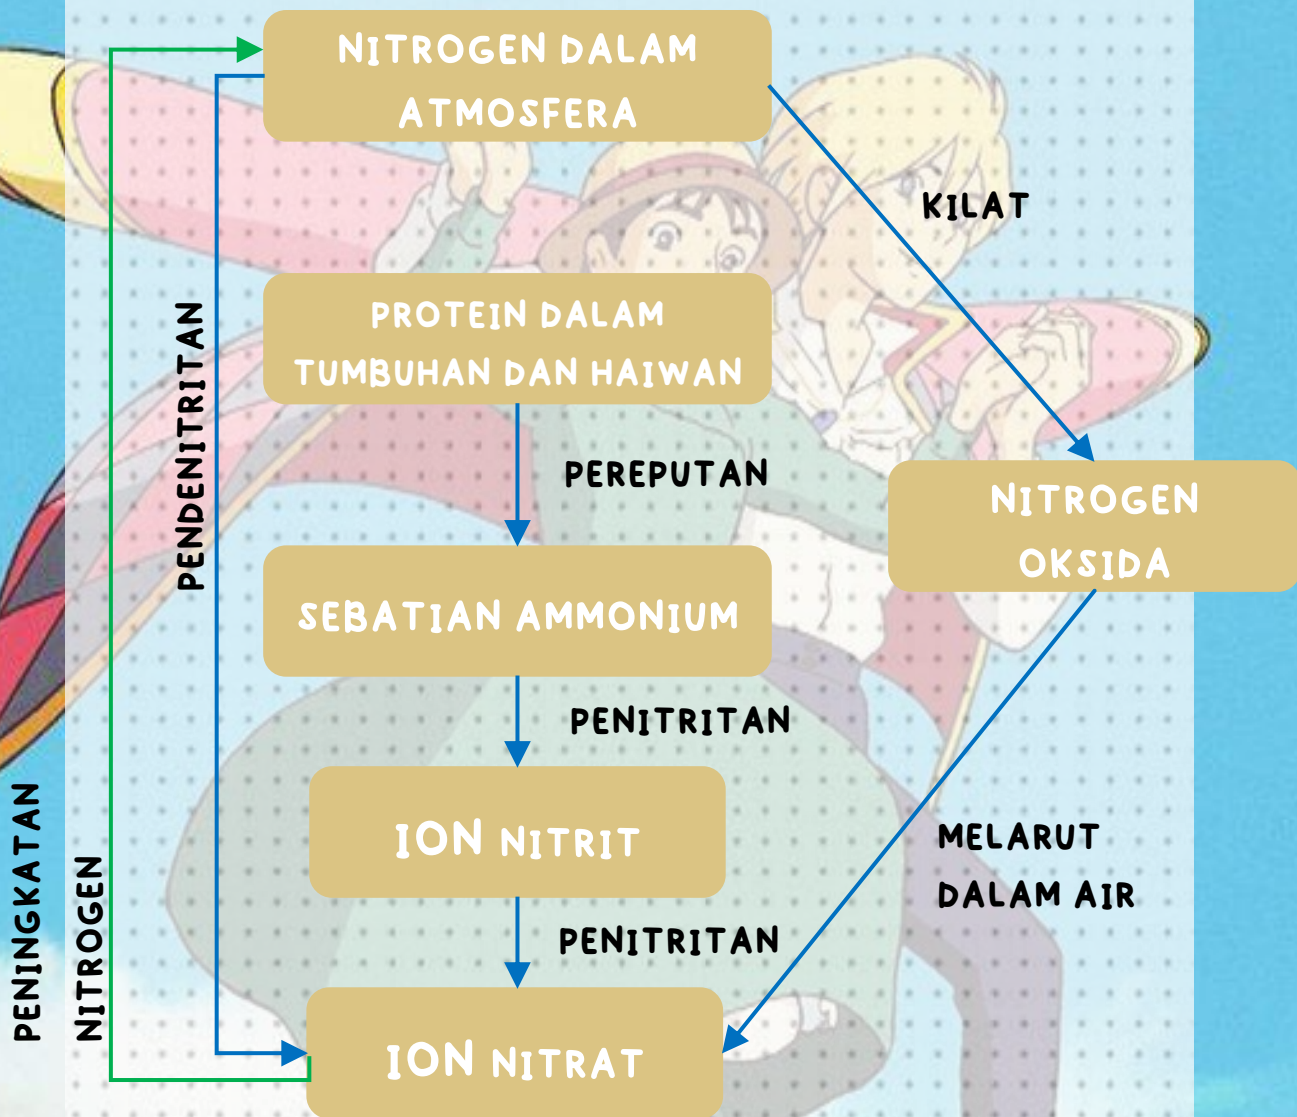 NITROGEN DALAM
ATMOSFERA
KILAT
PROTEIN DALAM
TUMBUHAN DAN HAIWAN
PENDENITRITAN
PEREPUTAN
NITROGEN
OKSIDA
SEBATIAN AMMONIUM
PENITRITAN
ION NITRIT
MELARUT
DALAM AIR
PENINGKATAN
NITROGEN
PENITRITAN
ION NITRAT